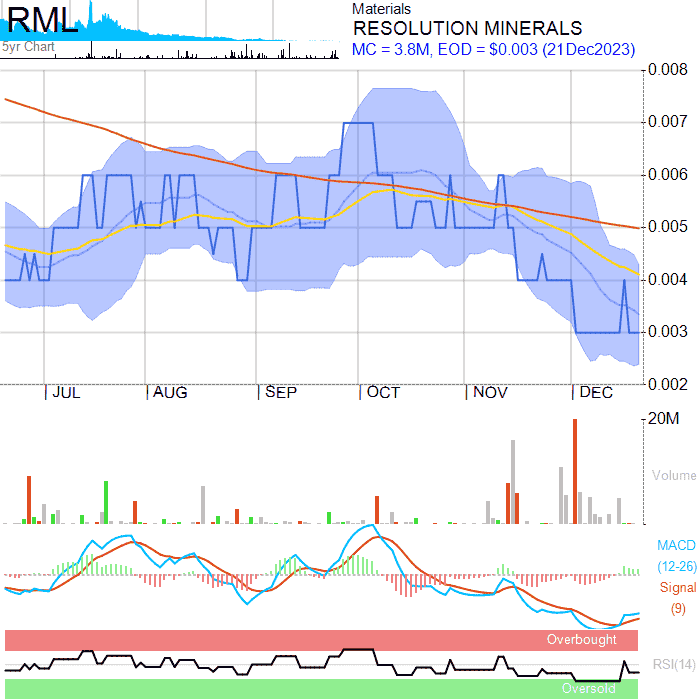 RML
5yr Chart
Materials
RESOLUTION MINERALS
MC = 3.8M, EOD = $0.003 (21Dec2023)
0.008
0.007
0.006
0.005
0.004
0.003
0.002
JUL AUG SEP OCT NOV DEC
20M
Volume
MACD
(12-26)
Signal
(9)
Overbought
RSI(14)
Oversold